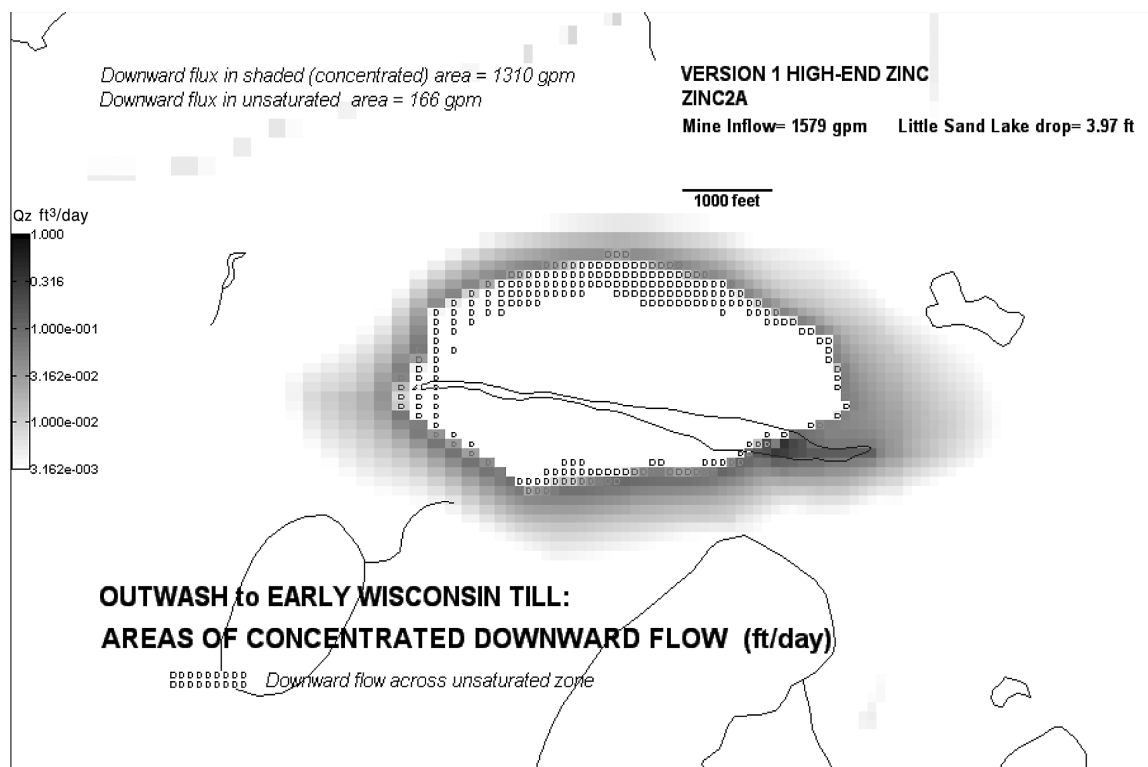 Downward flux in shaded (concentrated) area = 1310 gpm
Downward flux in unsaturated area = 166 gpm
VERSION 1 HIGH-END ZINC
ZINC2A
Mine Inflow= 1579 gpm Little Sand Lake drop= 3.97 ft
1000 feet
Qz ft³/day
1.000
0.316
1.000e-001
3.162e-002
1.000e-002
3.162e-003
OUTWASH to EARLY WISCONSIN TILL:
AREAS OF CONCENTRATED DOWNWARD FLOW (ft/day)
Downward flow across unsaturated zone